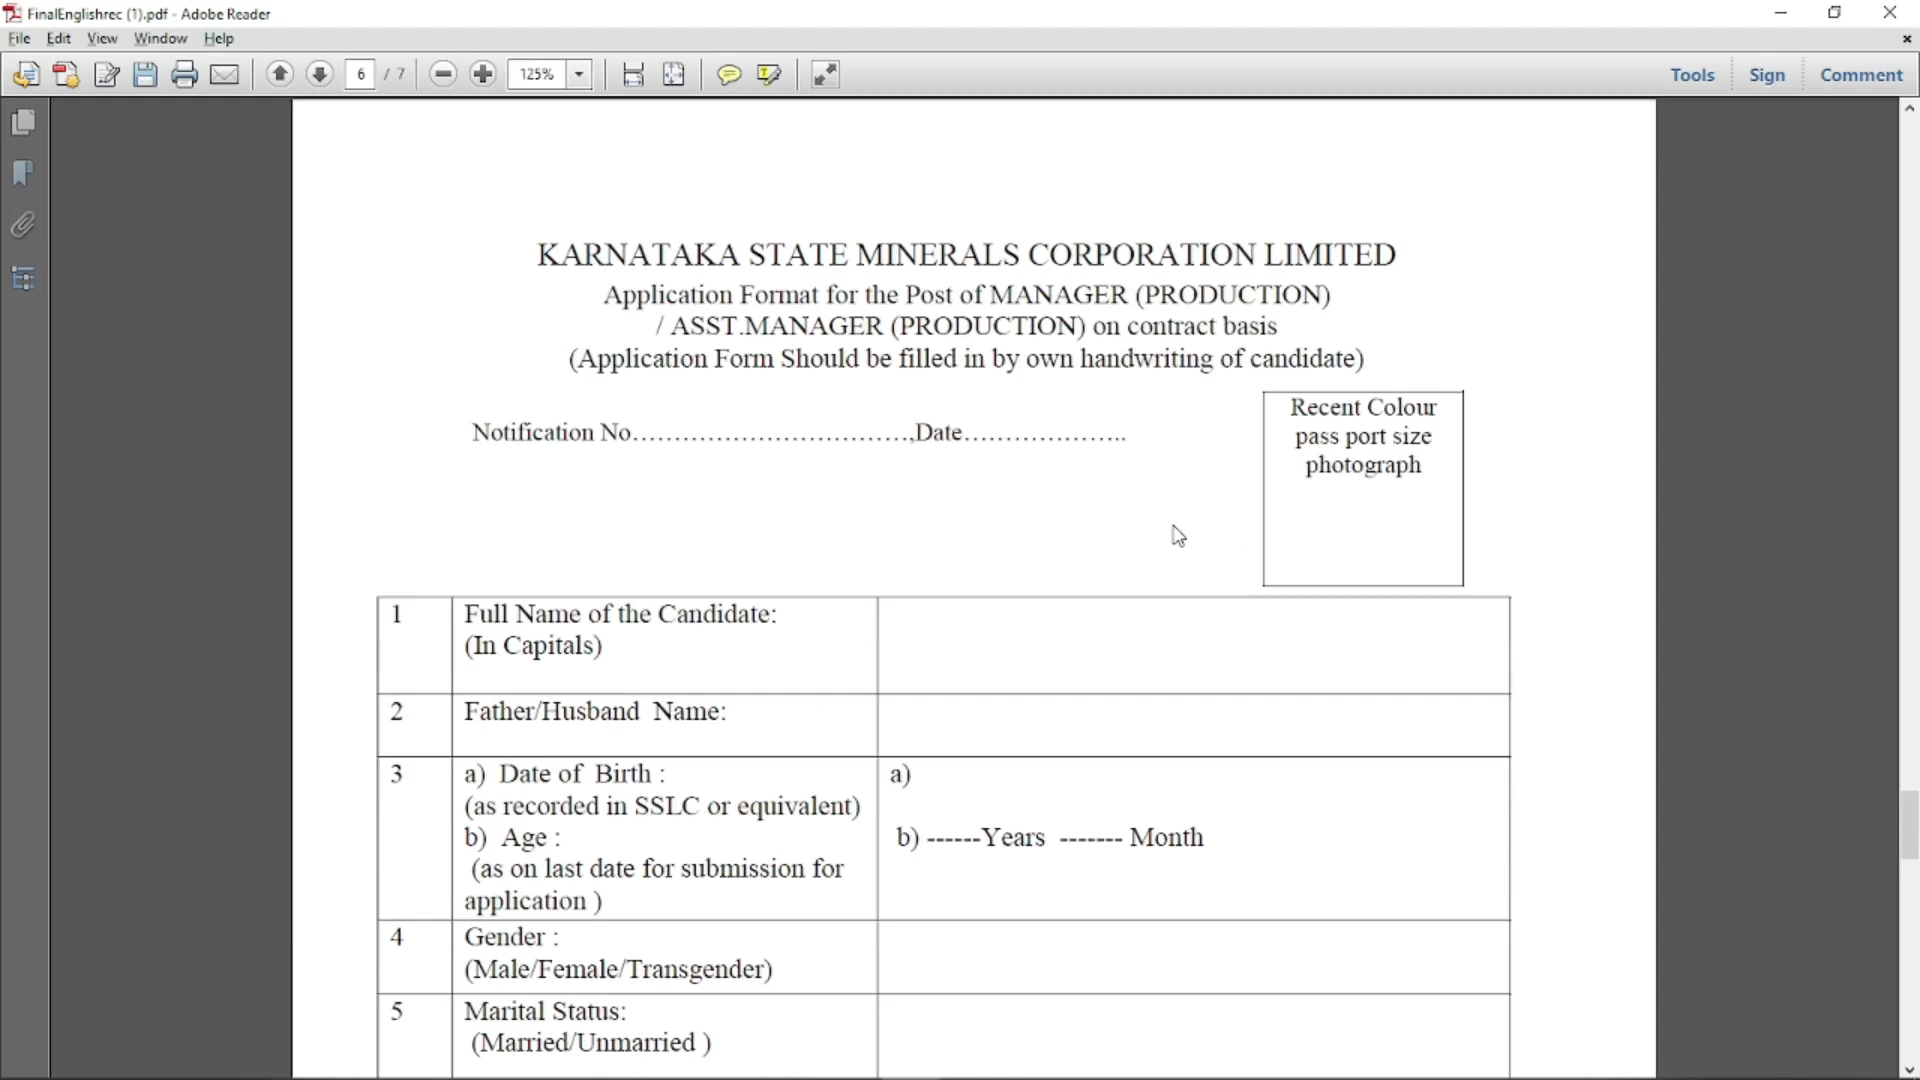 FinalEnglishrec (1).pdf - Adobe Reader
File Edit View Window Help
6 / 7 125% Tools Sign Comment
KARNATAKA STATE MINERALS CORPORATION LIMITED
Application Format for the Post of MANAGER (PRODUCTION)
/ ASST.MANAGER (PRODUCTION) on contract basis
(Application Form Should be filled in by own handwriting of candidate)
Recent Colour
pass port size
photograph
Notification No.................................,Date......................
1 Full Name of the Candidate:
(In Capitals)
2 Father/Husband Name:
3 a) Date of Birth : a)
(as recorded in SSLC or equivalent)
b) Age : b) ------Years ------- Month
(as on last date for submission for
application )
4 Gender :
(Male/Female/Transgender)
5 Marital Status:
(Married/Unmarried )